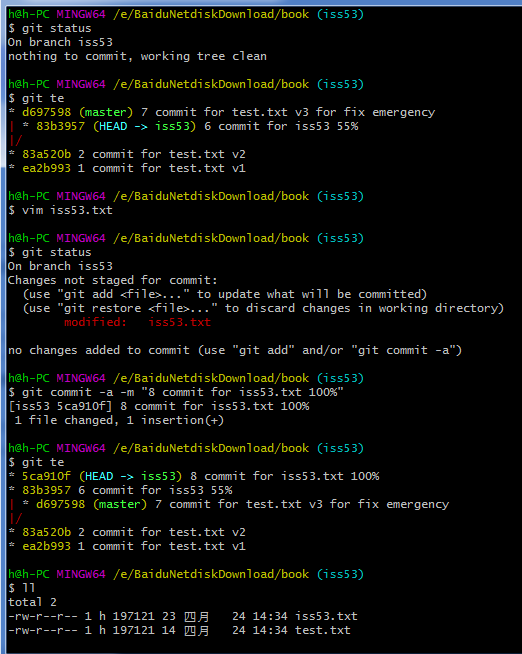 h@h-PC MINGW64 /e/BaiduNetdiskDownload/book (iss53)
$ git status
On branch iss53
nothing to commit, working tree clean
h@h-PC MINGW64 /e/BaiduNetdiskDownload/book (iss53)
$ git te
* d697598 (master) 7 commit for test.txt v3 for fix emergency
| * 83b3957 (HEAD -> iss53) 6 commit for iss53 55%
|/
* 83a520b 2 commit for test.txt v2
* ea2b993 1 commit for test.txt v1
h@h-PC MINGW64 /e/BaiduNetdiskDownload/book (iss53)
$ vim iss53.txt
h@h-PC MINGW64 /e/BaiduNetdiskDownload/book (iss53)
$ git status
On branch iss53
Changes not staged for commit:
  (use "git add <file>..." to update what will be committed)
  (use "git restore <file>..." to discard changes in working directory)
        modified:   iss53.txt
no changes added to commit (use "git add" and/or "git commit -a")
h@h-PC MINGW64 /e/BaiduNetdiskDownload/book (iss53)
$ git commit -a -m "8 commit for iss53.txt 100%"
[iss53 5ca910f] 8 commit for iss53.txt 100%
 1 file changed, 1 insertion(+)
h@h-PC MINGW64 /e/BaiduNetdiskDownload/book (iss53)
$ git te
* 5ca910f (HEAD -> iss53) 8 commit for iss53.txt 100%
* 83b3957 6 commit for iss53 55%
| * d697598 (master) 7 commit for test.txt v3 for fix emergency
|/
* 83a520b 2 commit for test.txt v2
* ea2b993 1 commit for test.txt v1
h@h-PC MINGW64 /e/BaiduNetdiskDownload/book (iss53)
$ ll
total 2
-rw-r--r-- 1 h 197121 23 四月   24 14:34 iss53.txt
-rw-r--r-- 1 h 197121 14 四月   24 14:34 test.txt